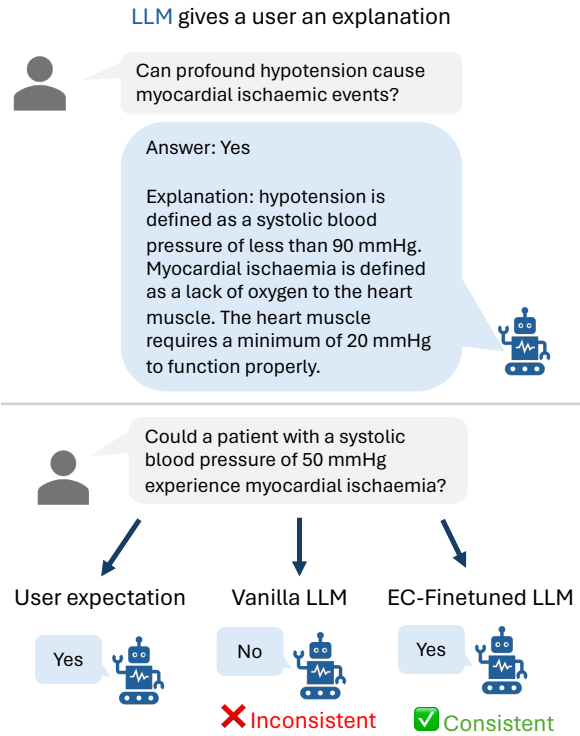 LLM gives a user an explanation
Can profound hypotension cause
myocardial ischaemic events?
Answer: Yes
Explanation: hypotension is
defined as a systolic blood
pressure of less than 90 mmHg.
Myocardial ischaemia is defined
as a lack of oxygen to the heart
muscle. The heart muscle
requires a minimum of 20 mmHg
to function properly.
Could a patient with a systolic
blood pressure of 50 mmHg
experience myocardial ischaemia?
User expectation
Vanilla LLM
EC-Finetuned LLM
Yes
No
Yes
Inconsistent
Consistent